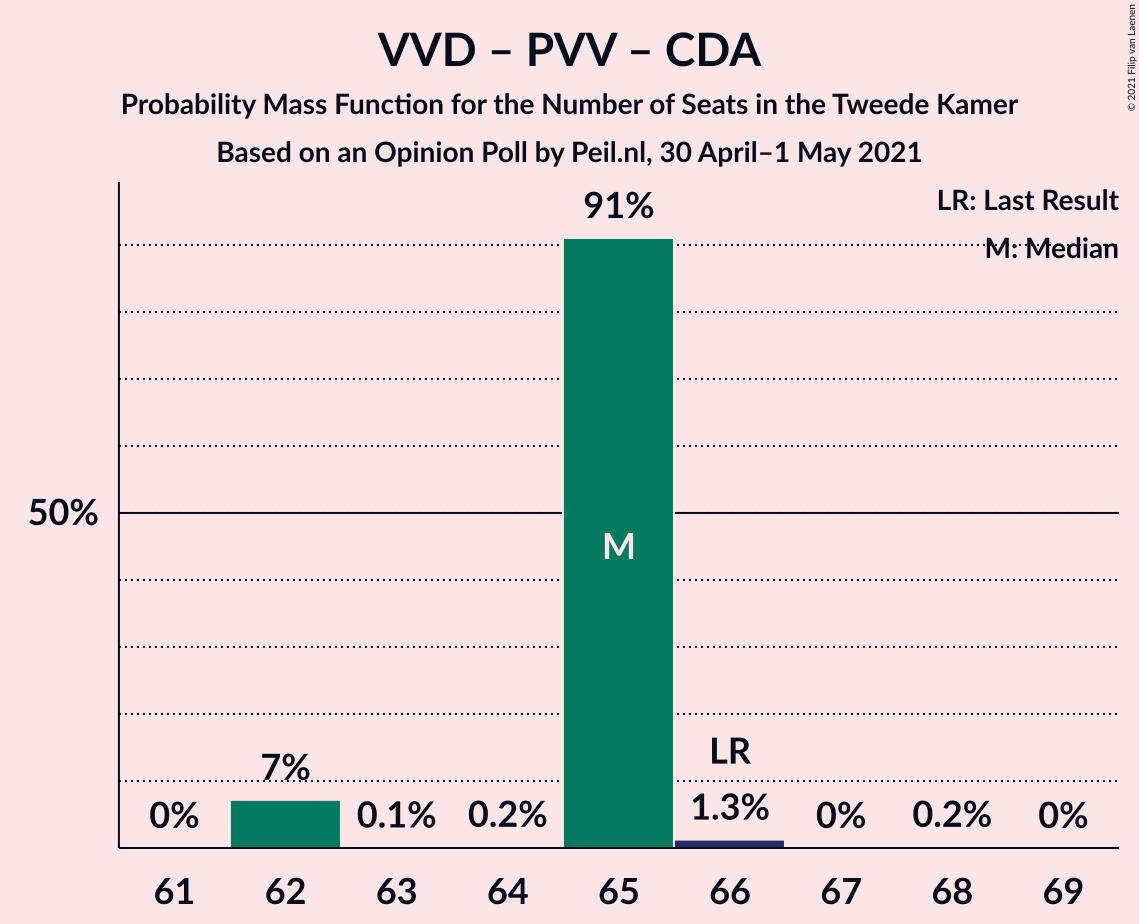 VVD – PVV – CDA
Probability Mass Function for the Number of Seats in the Tweede Kamer
Based on an Opinion Poll by Peil.nl, 30 April–1 May 2021
© 2021 Filip van Laenen
LR: Last Result
M: Median
91%
50%
M
LR
7%
0%
0.1%
0.2%
1.3%
0%
0.2%
0%
61 62 63 64 65 66 67 68 69